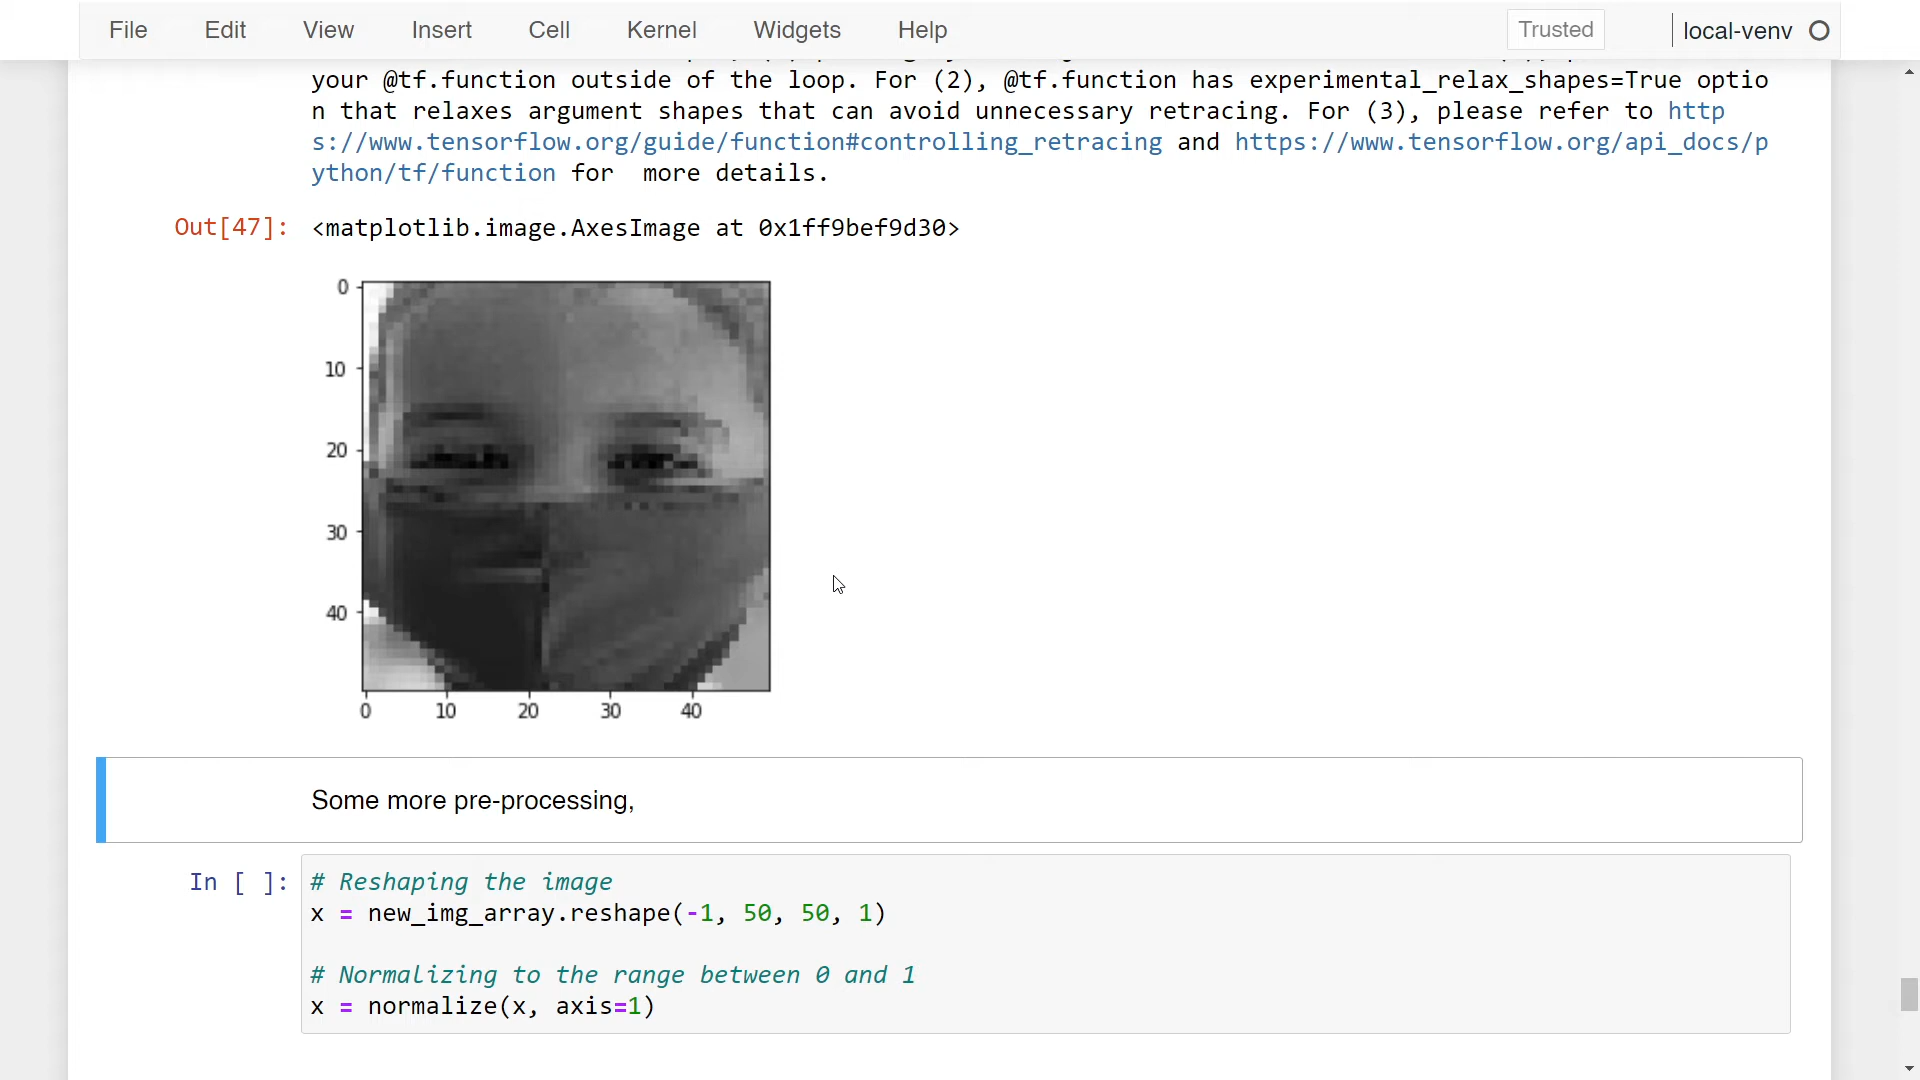 File Edit View Insert Cell Kernel Widgets Help Trusted local-venv
your @tf.function outside of the loop. For (2), @tf.function has experimental_relax_shapes=True optio
n that relaxes argument shapes that can avoid unnecessary retracing. For (3), please refer to http
s://www.tensorflow.org/guide/function#controlling_retracing and https://www.tensorflow.org/api_docs/p
ython/tf/function for  more details.
Out[47]: <matplotlib.image.AxesImage at 0x1ff9bef9d30>
0
10
20
30
40
0 10 20 30 40
Some more pre-processing,
In [ ]: # Reshaping the image
x = new_img_array.reshape(-1, 50, 50, 1)
# Normalizing to the range between 0 and 1
x = normalize(x, axis=1)